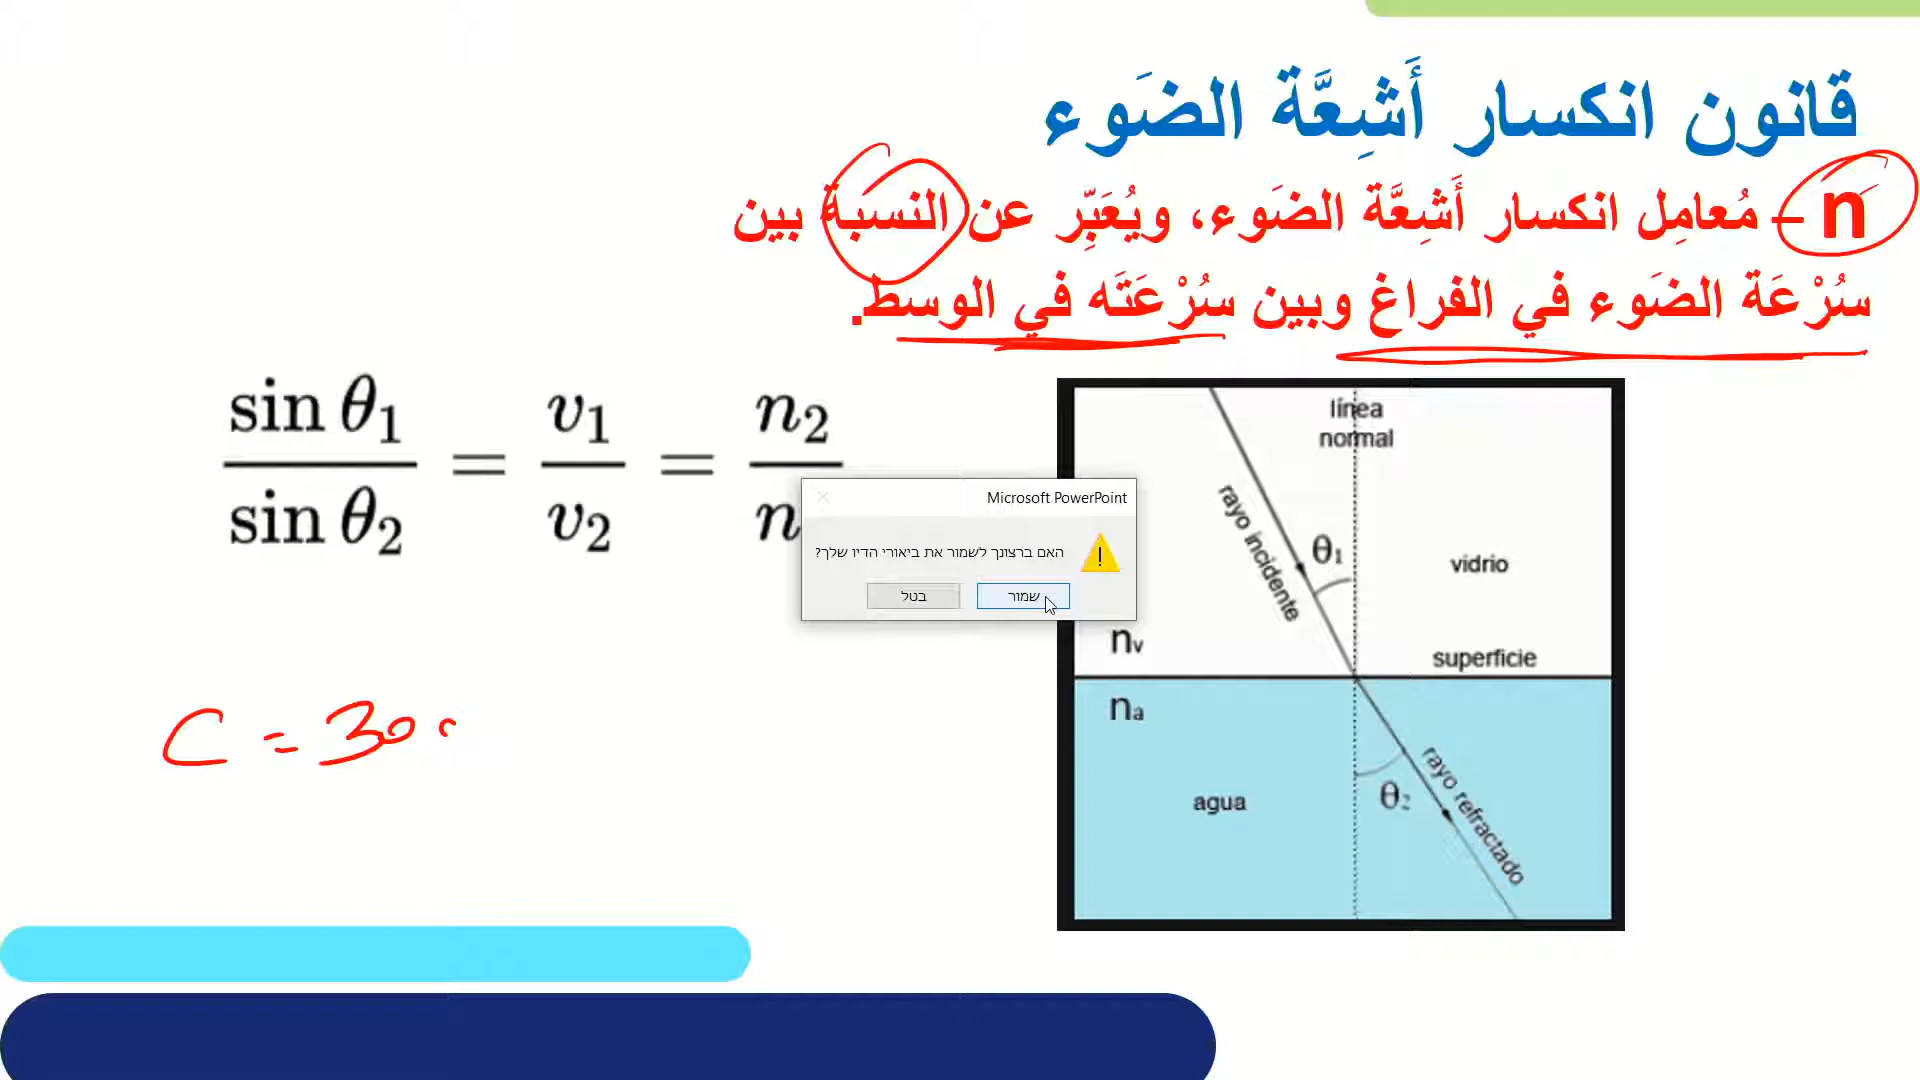 قانون انكسار أَشِعَّة الضَوء
n – مُعامِل انكسار أَشِعَّة الضَوء، ويُعَبِّر عن النسبَة بين
سُرْعَة الضَوء في الفراغ وبين سُرْعَتَه في الوسط.
sin θ1 / sin θ2 = v1 / v2 = n2 / n
línea
normal
rayo incidente
θ1
vidrio
nv
superficie
na
agua
θ2
rayo refractado
Microsoft PowerPoint
האם ברצונך לשמור את ביאורי הדיו שלך?
שמור
בטל
C = 300